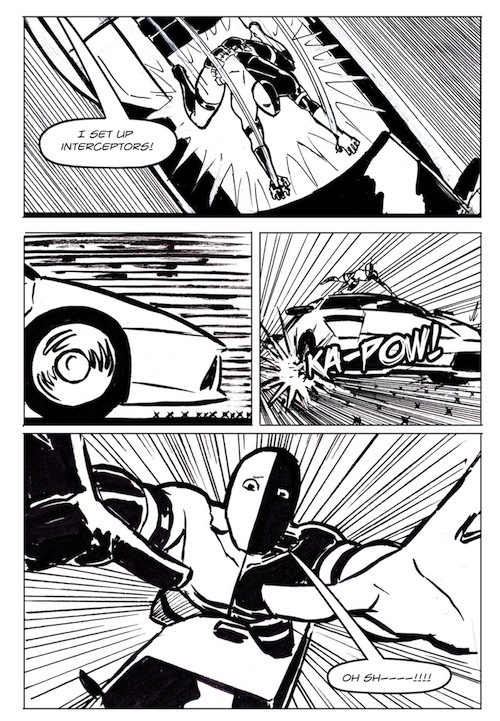 I SET UP
INTERCEPTORS!
KA-POW!
OH SH----!!!!